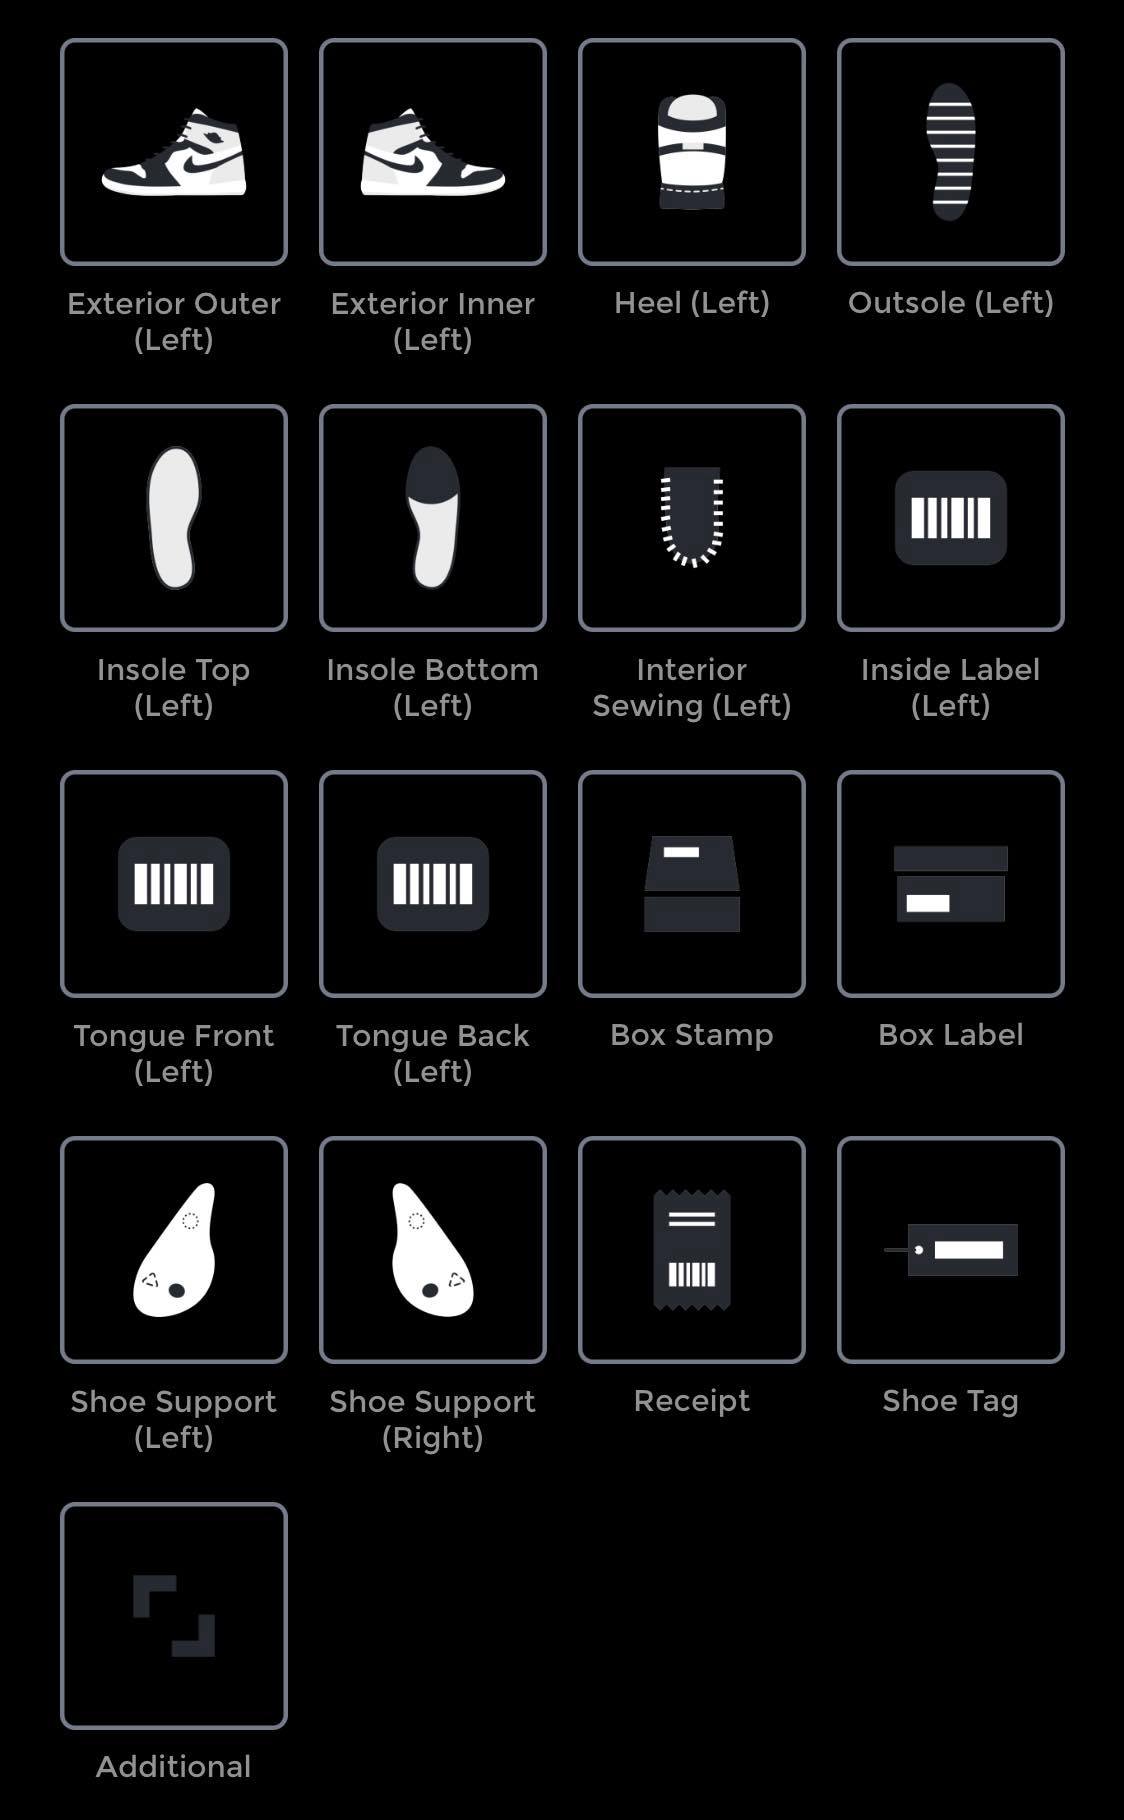 Exterior Outer
(Left)
Exterior Inner
(Left)
Heel (Left)
Outsole (Left)
Insole Top
(Left)
Insole Bottom
(Left)
Interior
Sewing (Left)
Inside Label
(Left)
Tongue Front
(Left)
Tongue Back
(Left)
Box Stamp
Box Label
Shoe Support
(Left)
Shoe Support
(Right)
Receipt
Shoe Tag
Additional